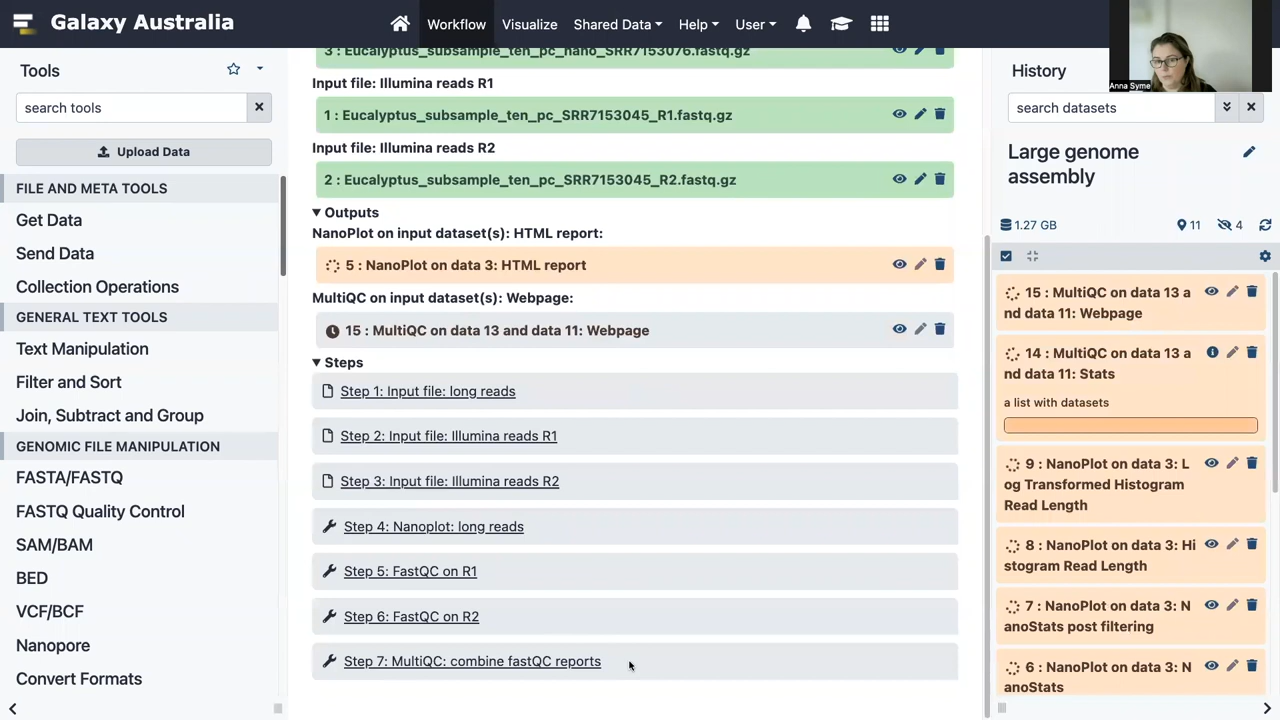 Galaxy Australia
Workflow
Visualize
Shared Data
Help
User
Anna Syme
Tools
search tools
Upload Data
FILE AND META TOOLS
Get Data
Send Data
Collection Operations
GENERAL TEXT TOOLS
Text Manipulation
Filter and Sort
Join, Subtract and Group
GENOMIC FILE MANIPULATION
FASTA/FASTQ
FASTQ Quality Control
SAM/BAM
BED
VCF/BCF
Nanopore
Convert Formats
3 : Eucalyptus_subsample_ten_pc_nano_SRR7153076.fastq.gz
Input file: Illumina reads R1
1 : Eucalyptus_subsample_ten_pc_SRR7153045_R1.fastq.gz
Input file: Illumina reads R2
2 : Eucalyptus_subsample_ten_pc_SRR7153045_R2.fastq.gz
Outputs
NanoPlot on input dataset(s): HTML report:
5 : NanoPlot on data 3: HTML report
MultiQC on input dataset(s): Webpage:
15 : MultiQC on data 13 and data 11: Webpage
Steps
Step 1: Input file: long reads
Step 2: Input file: Illumina reads R1
Step 3: Input file: Illumina reads R2
Step 4: Nanoplot: long reads
Step 5: FastQC on R1
Step 6: FastQC on R2
Step 7: MultiQC: combine fastQC reports
History
search datasets
Large genome
assembly
1.27 GB
11
4
15 : MultiQC on data 13 a
nd data 11: Webpage
14 : MultiQC on data 13 a
nd data 11: Stats
a list with datasets
9 : NanoPlot on data 3: L
og Transformed Histogram
Read Length
8 : NanoPlot on data 3: Hi
stogram Read Length
7 : NanoPlot on data 3: N
anoStats post filtering
6 : NanoPlot on data 3: N
anoStats